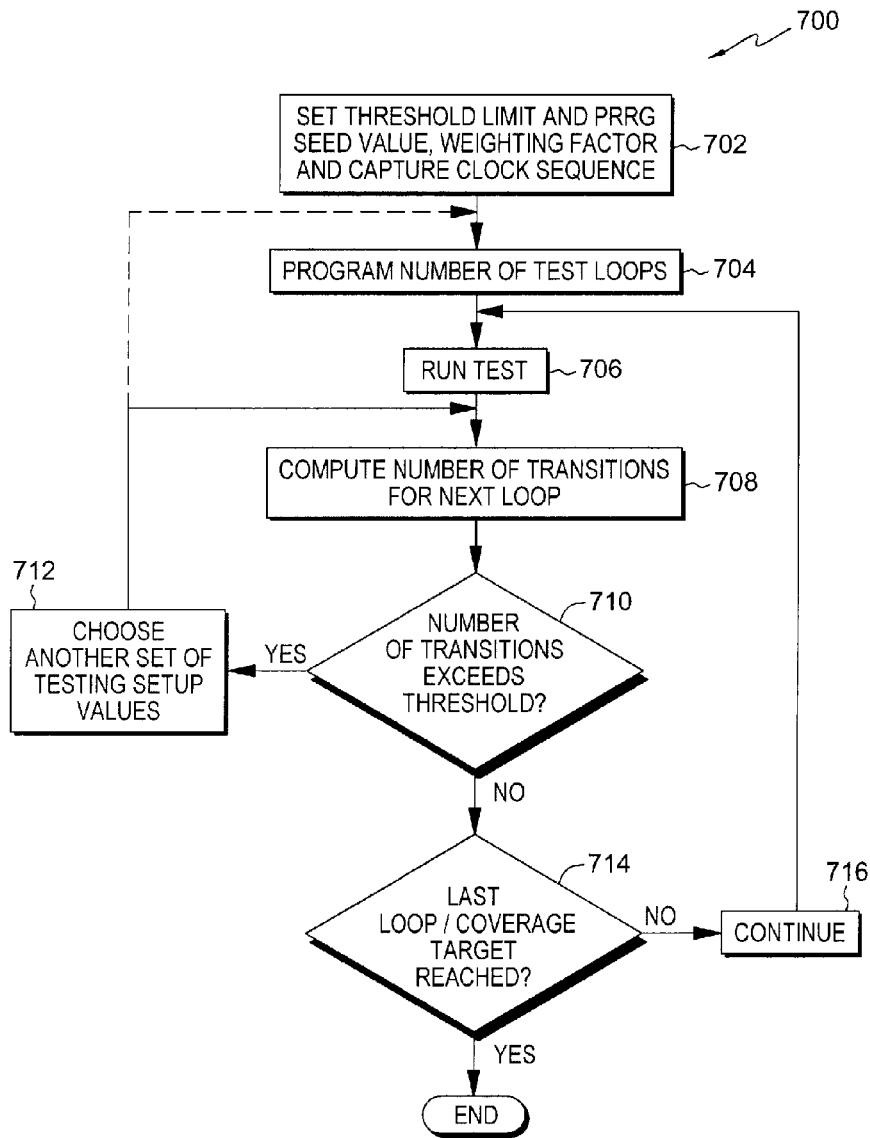 700
SET THRESHOLD LIMIT AND PRRG
SEED VALUE, WEIGHTING FACTOR
AND CAPTURE CLOCK SEQUENCE
702
PROGRAM NUMBER OF TEST LOOPS
704
RUN TEST
706
COMPUTE NUMBER OF TRANSITIONS
FOR NEXT LOOP
708
712
CHOOSE
ANOTHER SET OF
TESTING SETUP
VALUES
YES
710
NUMBER
OF TRANSITIONS
EXCEEDS
THRESHOLD?
NO
714
LAST
LOOP / COVERAGE
TARGET
REACHED?
NO
716
CONTINUE
YES
END